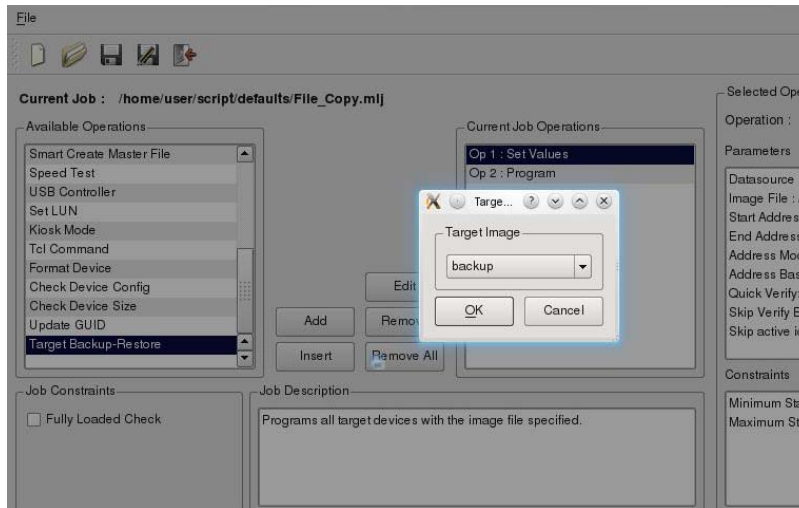 File
Current Job : /home/user/script/defaults/File_Copy.mlj
Available Operations
Smart Create Master File
Speed Test
USB Controller
Set LUN
Kiosk Mode
Tcl Command
Format Device
Check Device Config
Check Device Size
Update GUID
Target Backup-Restore
Edit
Add
Remov
Insert
Remove All
Current Job Operations
Op 1 : Set Values
Op 2 : Program
Targe...
Target Image
backup
OK
Cancel
Selected Ope
Operation :
Parameters
Datasource
Image File :
Start Addres
End Address
Address Mod
Address Bas
Quick Verify:
Skip Verify E
Skip active i
Constraints
Minimum Sta
Maximum St
Job Constraints
Fully Loaded Check
Job Description
Programs all target devices with the image file specified.